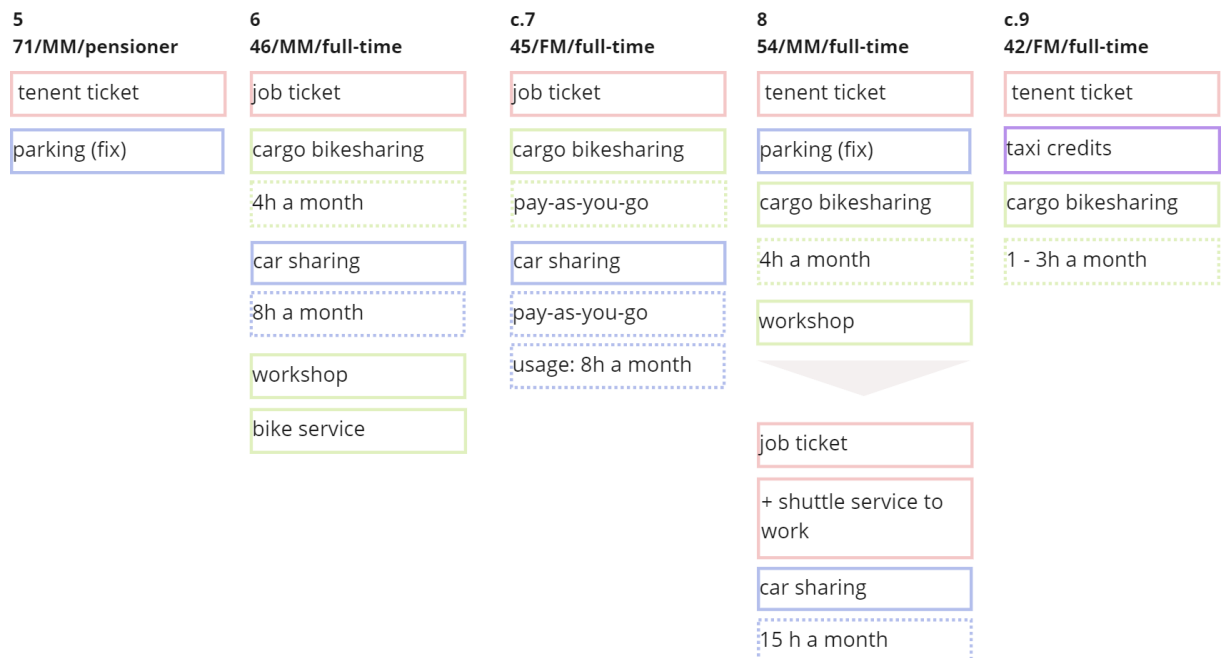 5
71/MM/pensioner
tenent ticket
parking (fix)
6
46/MM/full-time
job ticket
cargo bikesharing
4h a month
car sharing
8h a month
workshop
bike service
c.7
45/FM/full-time
job ticket
cargo bikesharing
pay-as-you-go
car sharing
pay-as-you-go
usage: 8h a month
8
54/MM/full-time
tenent ticket
parking (fix)
cargo bikesharing
4h a month
workshop
job ticket
+ shuttle service to
work
car sharing
15 h a month
c.9
42/FM/full-time
tenent ticket
taxi credits
cargo bikesharing
1 - 3h a month